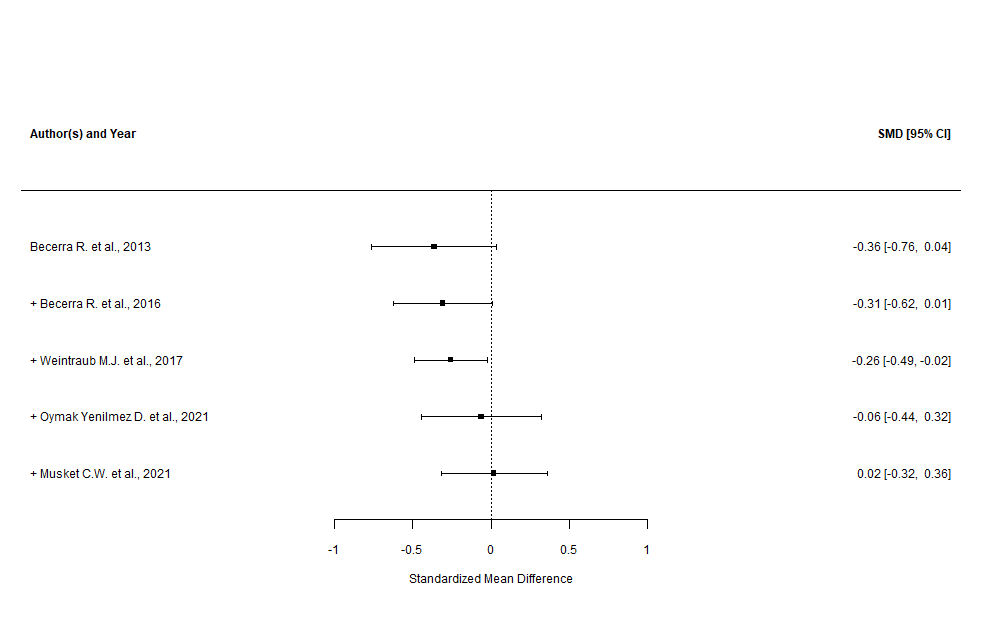 Author(s) and Year SMD [95% CI]
Becerra R. et al., 2013 -0.36 [-0.76, 0.04]
+ Becerra R. et al., 2016 -0.31 [-0.62, 0.01]
+ Weintraub M.J. et al., 2017 -0.26 [-0.49, -0.02]
+ Oymak Yenilmez D. et al., 2021 -0.06 [-0.44, 0.32]
+ Musket C.W. et al., 2021 0.02 [-0.32, 0.36]
-1 -0.5 0 0.5 1
Standardized Mean Difference